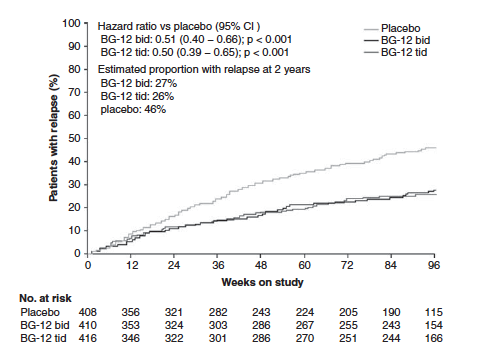 Hazard ratio vs placebo (95% CI )
BG-12 bid: 0.51 (0.40 – 0.66); p < 0.001
BG-12 tid: 0.50 (0.39 – 0.65); p < 0.001
Estimated proportion with relapse at 2 years
BG-12 bid: 27%
BG-12 tid: 26%
placebo: 46%
Placebo
BG-12 bid
BG-12 tid
Patients with relapse (%)
100
90
80
70
60
50
40
30
20
10
0
0 12 24 36 48 60 72 84 96
Weeks on study
No. at risk
Placebo 408 356 321 282 243 224 205 190 115
BG-12 bid 410 353 324 303 286 267 255 243 154
BG-12 tid 416 346 322 301 286 270 251 244 166